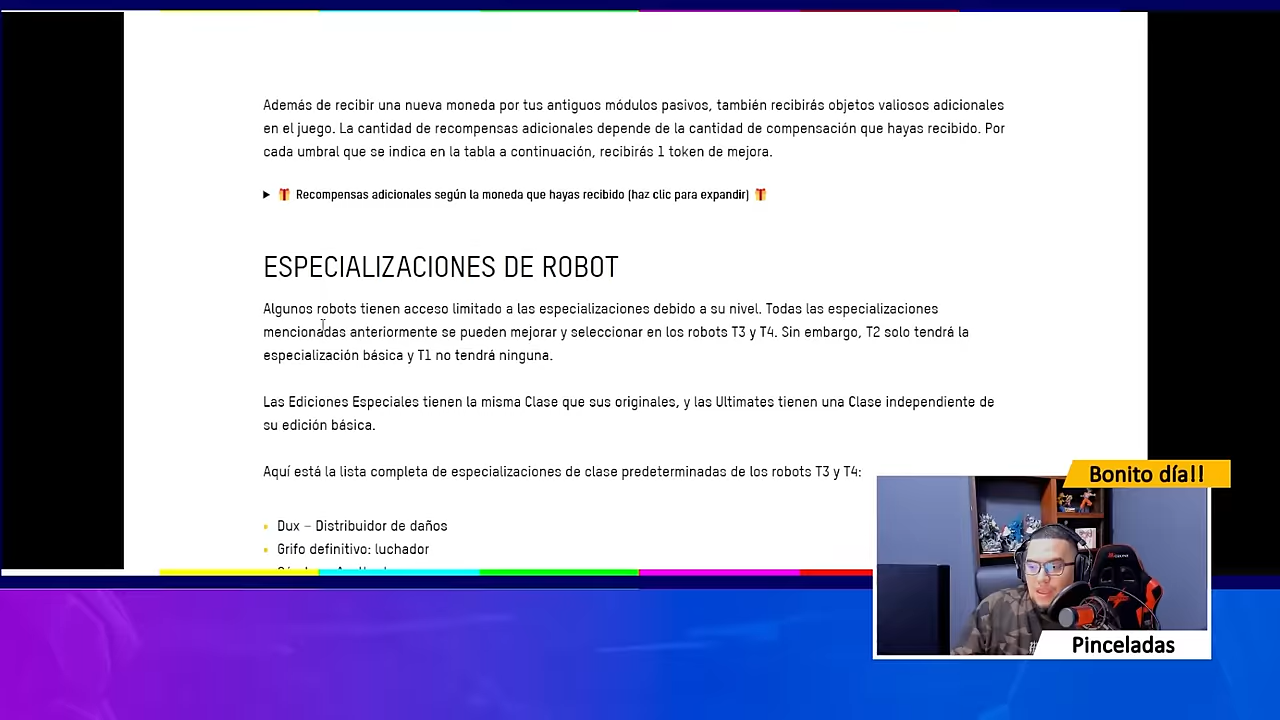 Además de recibir una nueva moneda por tus antiguos módulos pasivos, también recibirás objetos valiosos adicionales
en el juego. La cantidad de recompensas adicionales depende de la cantidad de compensación que hayas recibido. Por
cada umbral que se indica en la tabla a continuación, recibirás 1 token de mejora.
Recompensas adicionales según la moneda que hayas recibido (haz clic para expandir)
ESPECIALIZACIONES DE ROBOT
Algunos robots tienen acceso limitado a las especializaciones debido a su nivel. Todas las especializaciones
mencionadas anteriormente se pueden mejorar y seleccionar en los robots T3 y T4. Sin embargo, T2 solo tendrá la
especialización básica y T1 no tendrá ninguna.
Las Ediciones Especiales tienen la misma Clase que sus originales, y las Ultimates tienen una Clase independiente de
su edición básica.
Aquí está la lista completa de especializaciones de clase predeterminadas de los robots T3 y T4:
Dux – Distribuidor de daños
Grifo definitivo: luchador
Bonito día!!
Pinceladas